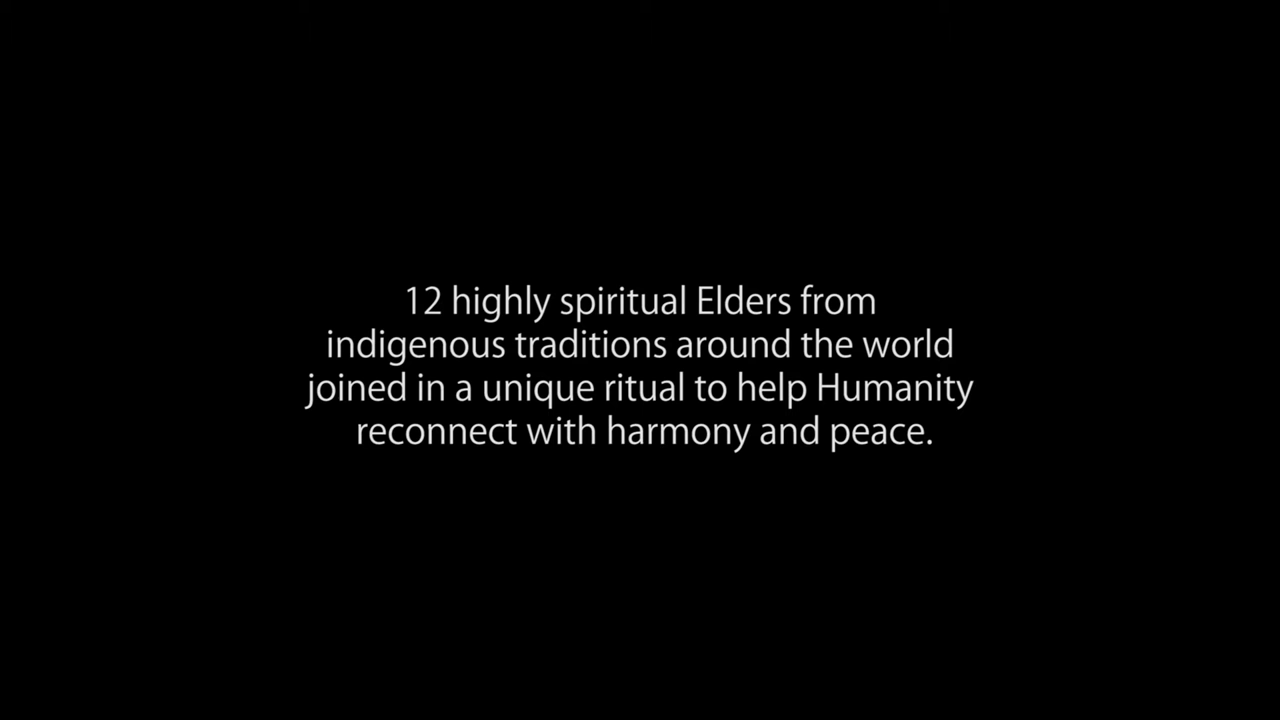 12 highly spiritual Elders from
indigenous traditions around the world
joined in a unique ritual to help Humanity
reconnect with harmony and peace.